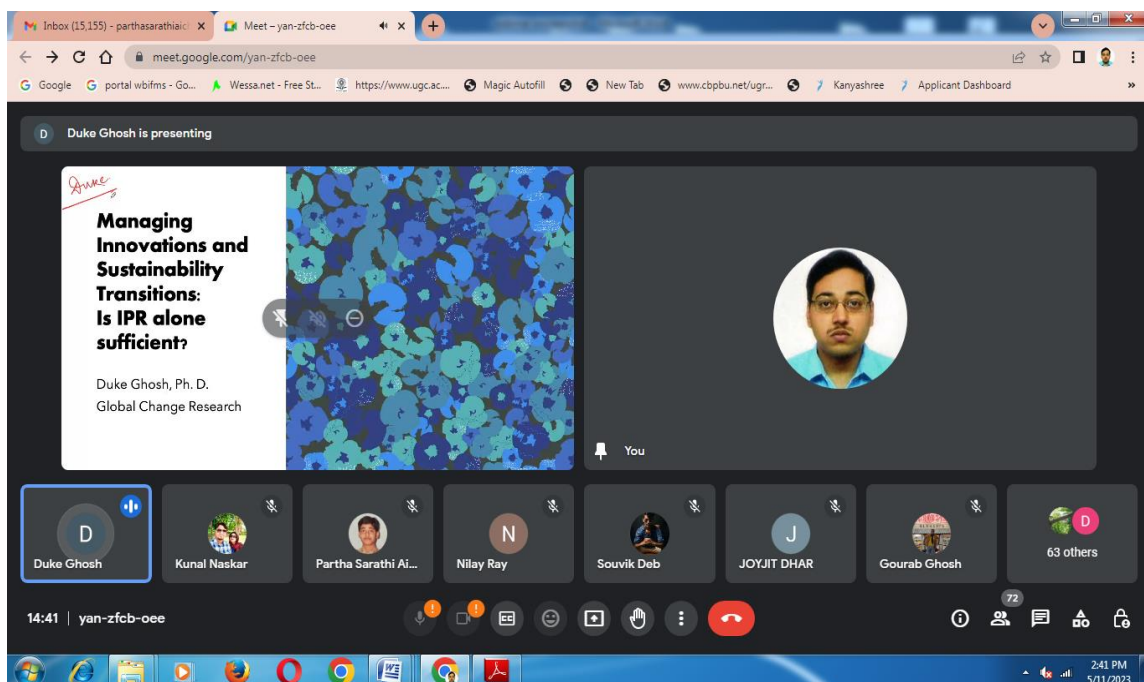 Inbox (15,155) - parthasarathiaic
Meet – yan-zfcb-oee
meet.google.com/yan-zfcb-oee
Google
portal wbifms - Go...
Wessa.net - Free St...
https://www.ugc.ac....
Magic Autofill
New Tab
www.cbpbu.net/ugr...
Kanyashree
Applicant Dashboard
»
D Duke Ghosh is presenting
Duke
Managing
Innovations and
Sustainability
Transitions:
Is IPR alone
sufficient?
Duke Ghosh, Ph. D.
Global Change Research
You
D
Duke Ghosh
Kunal Naskar
Partha Sarathi Ai...
N
Nilay Ray
Souvik Deb
J
JOYJIT DHAR
Gourab Ghosh
D
63 others
14:41 | yan-zfcb-oee
72
2:41 PM
5/11/2023